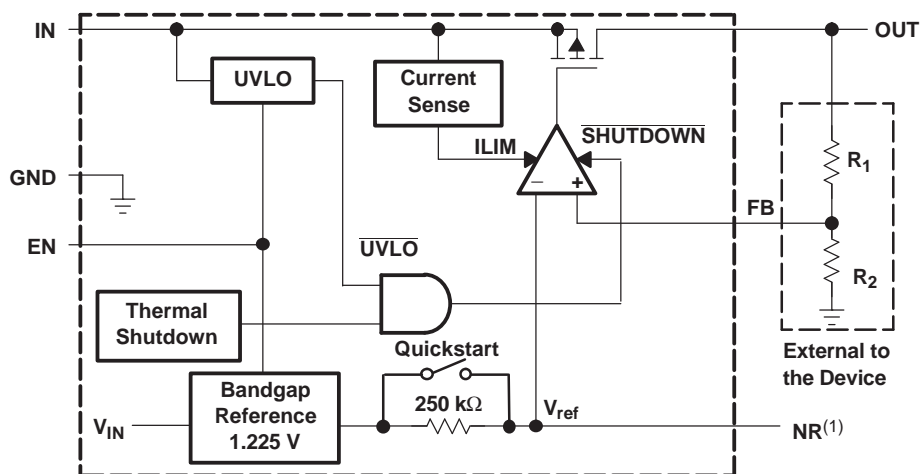 IN
OUT
UVLO
Current
Sense
SHUTDOWN
ILIM
R1
GND
− +
FB
EN
UVLO
R2
Thermal
Shutdown
Quickstart
External to
the Device
Bandgap
Reference
1.225 V
250 kΩ
Vref
VIN
NR(1)